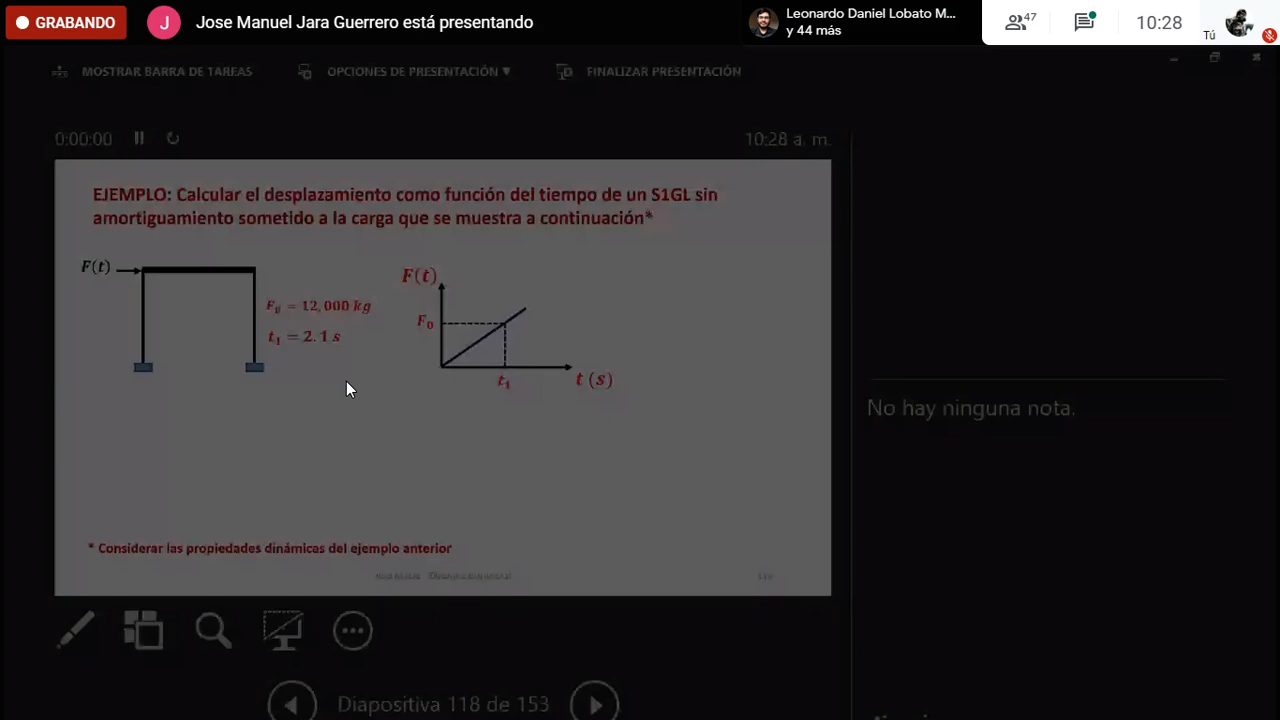 GRABANDO
J
Jose Manuel Jara Guerrero está presentando
Leonardo Daniel Lobato M...
y 44 más
47
10:28
Tú
MOSTRAR BARRA DE TAREAS
OPCIONES DE PRESENTACIÓN ▼
FINALIZAR PRESENTACIÓN
0:00:00
10:28 a. m.
EJEMPLO: Calcular el desplazamiento como función del tiempo de un S1GL sin
amortiguamiento sometido a la carga que se muestra a continuación*
F(t)
F₀ = 12,000 kg
t₁ = 2.1 s
F(t)
F₀
t₁
t (s)
* Considerar las propiedades dinámicas del ejemplo anterior
No hay ninguna nota.
Diapositiva 118 de 153